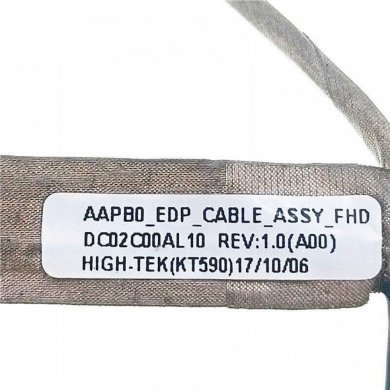 AAPB0_EDP_CABLE_ASSY_FHD
DC02C00AL10 REV:1.0(A00)
HIGH-TEK(KT590)17/10/06